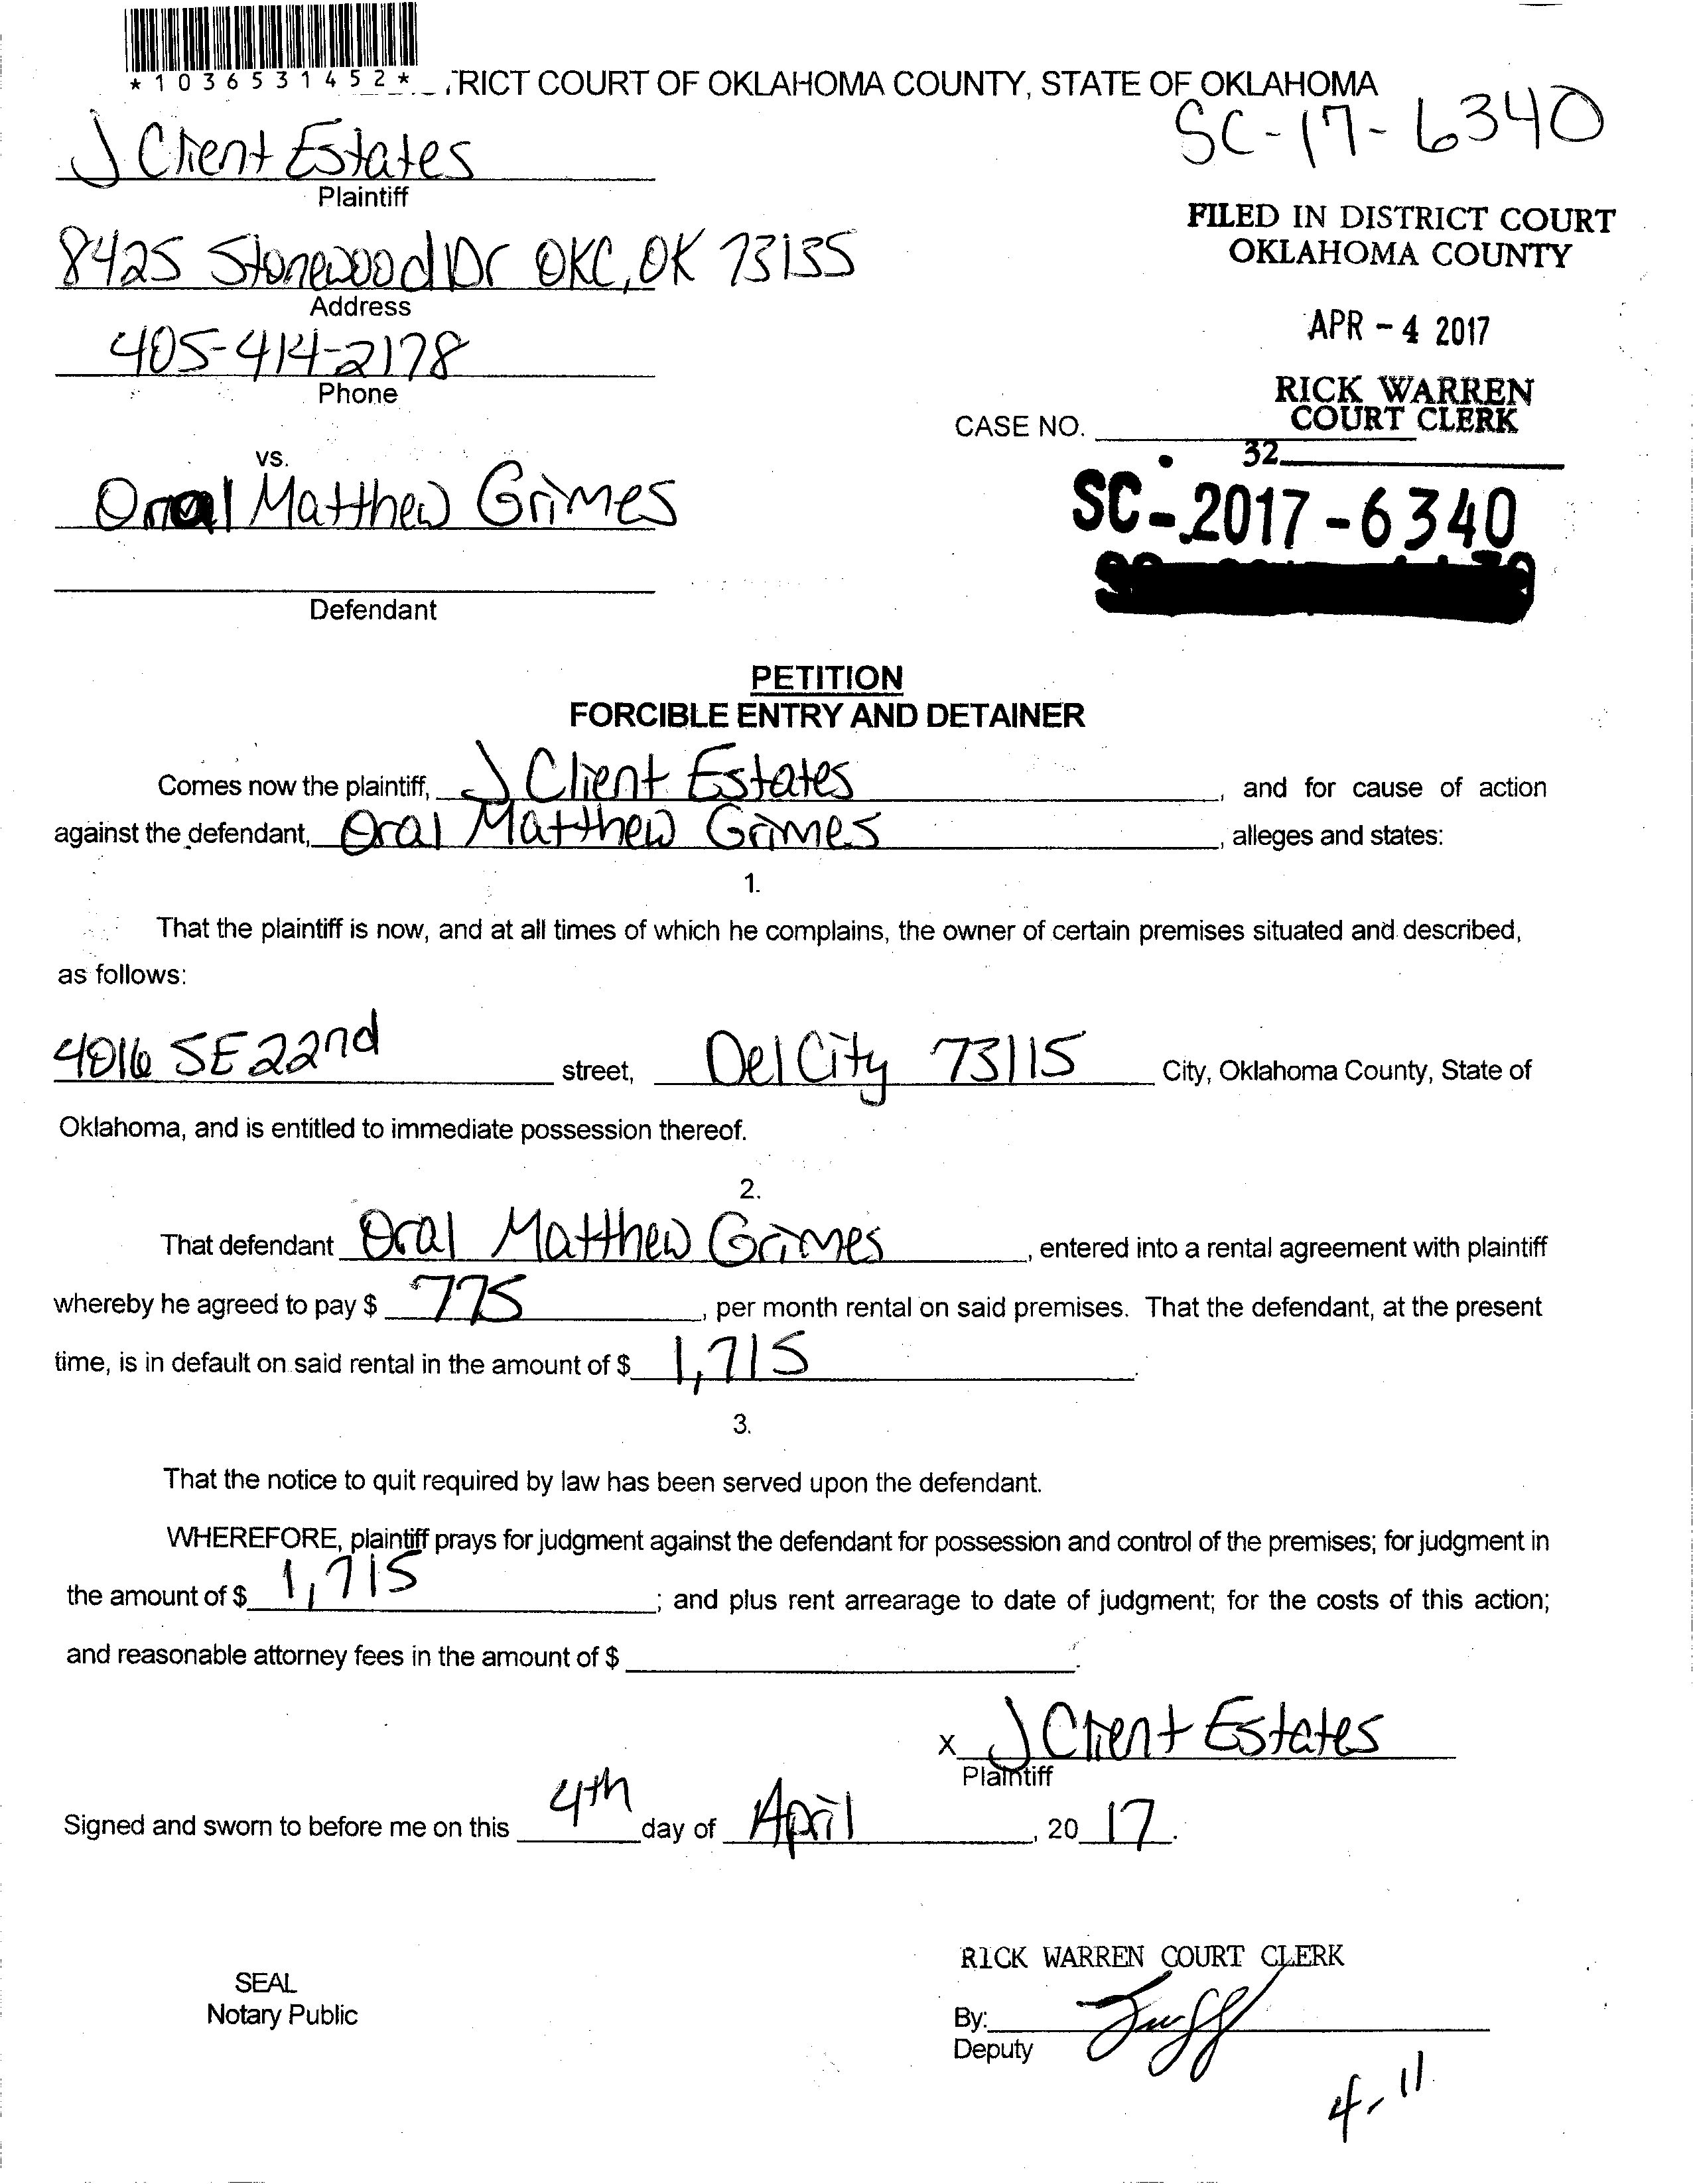 *1036531452*
TRICT COURT OF OKLAHOMA COUNTY, STATE OF OKLAHOMA
SC-17-6340
J Client Estates
Plaintiff
8425 Stonewood Dr OKC, OK 73135
Address
405-414-2178
Phone
FILED IN DISTRICT COURT
OKLAHOMA COUNTY
APR - 4 2017
RICK WARREN
COURT CLERK
CASE NO.
32
vs.
Oral Matthew Grimes
Defendant
SC-2017-6340
PETITION
FORCIBLE ENTRY AND DETAINER
Comes now the plaintiff, J Client Estates, and for cause of action
against the defendant, Oral Matthew Grimes, alleges and states:
1.
That the plaintiff is now, and at all times of which he complains, the owner of certain premises situated and described,
as follows:
4016 SE 22nd street, Del City 73115 City, Oklahoma County, State of
Oklahoma, and is entitled to immediate possession thereof.
2.
That defendant Oral Matthew Grimes, entered into a rental agreement with plaintiff
whereby he agreed to pay $ 775, per month rental on said premises. That the defendant, at the present
time, is in default on said rental in the amount of $ 1,715.
3.
That the notice to quit required by law has been served upon the defendant.
WHEREFORE, plaintiff prays for judgment against the defendant for possession and control of the premises; for judgment in
the amount of $ 1,715; and plus rent arrearage to date of judgment; for the costs of this action;
and reasonable attorney fees in the amount of $ .
X J Client Estates
Plaintiff
Signed and sworn to before me on this 4th day of April, 20 17.
RICK WARREN COURT CLERK
SEAL
Notary Public
By:
Deputy
4-11